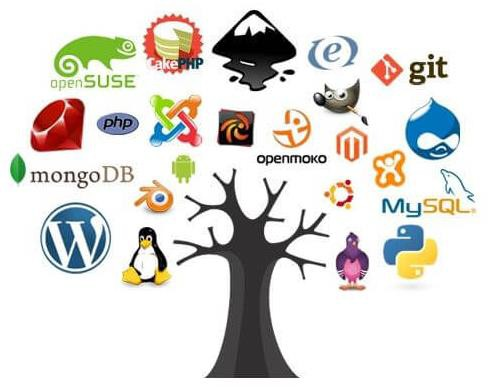 openSUSE
CakePHP
e
git
php
openmoko
mongoDB
MySQL
W